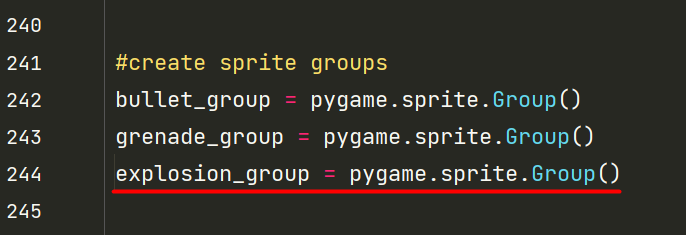 240
241 #create sprite groups
242 bullet_group = pygame.sprite.Group()
243 grenade_group = pygame.sprite.Group()
244 explosion_group = pygame.sprite.Group()
245